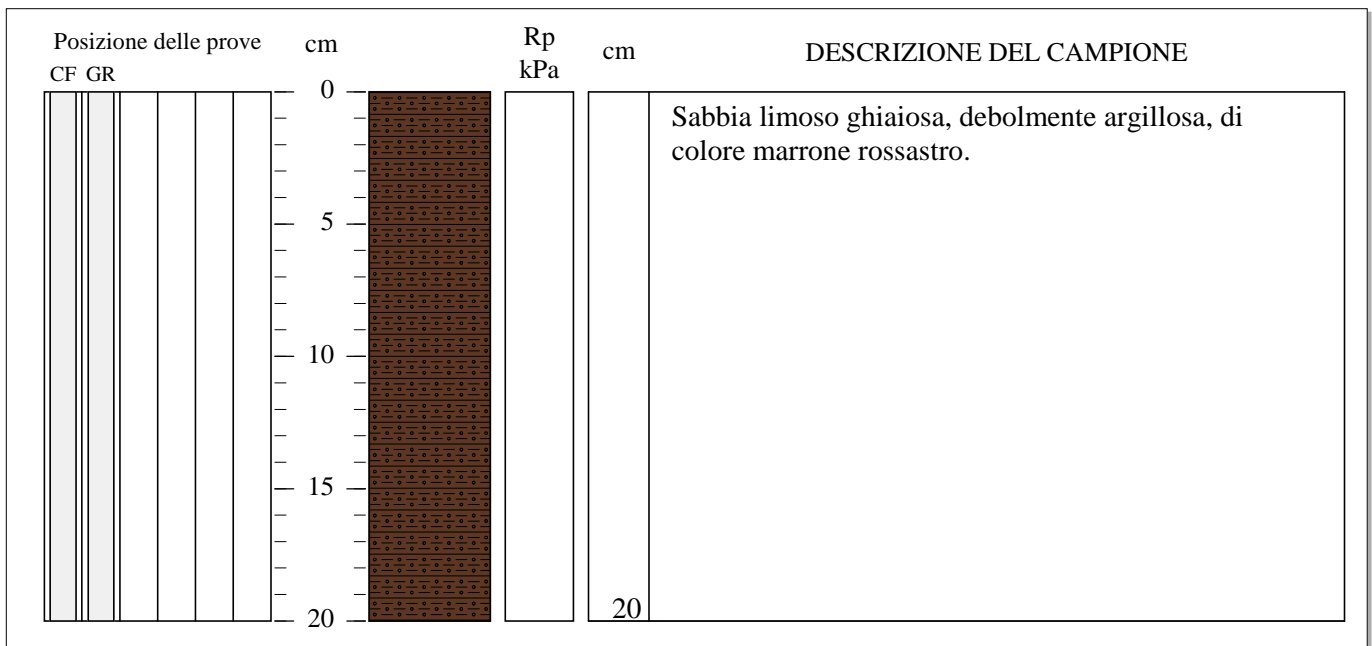 Posizione delle prove cm Rp kPa cm DESCRIZIONE DEL CAMPIONE
CF GR
0
Sabbia limoso ghiaiosa, debolmente argillosa, di
colore marrone rossastro.
5
10
15
20 20